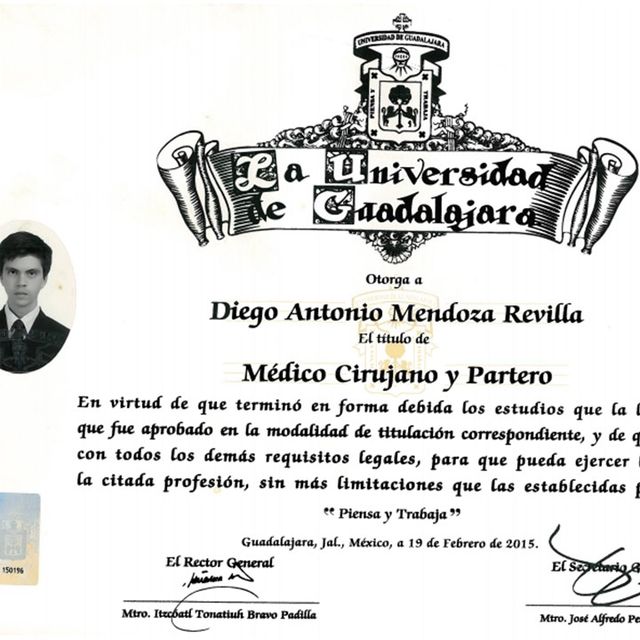 UNIVERSIDAD DE GUADALAJARA
PIENSA Y TRABAJA
La Universidad
de Guadalajara
Otorga a
Diego Antonio Mendoza Revilla
El título de
Médico Cirujano y Partero
En virtud de que terminó en forma debida los estudios que la
que fue aprobado en la modalidad de titulación correspondiente, y de
con todos los demás requisitos legales, para que pueda ejercer
la citada profesión, sin más limitaciones que las establecidas
“ Piensa y Trabaja ”
Guadalajara, Jal., México, a 19 de Febrero de 2015.
El Rector General
El Secretario
Mtro. Itzcóatl Tonatiuh Bravo Padilla
Mtro. José Alfredo
150196